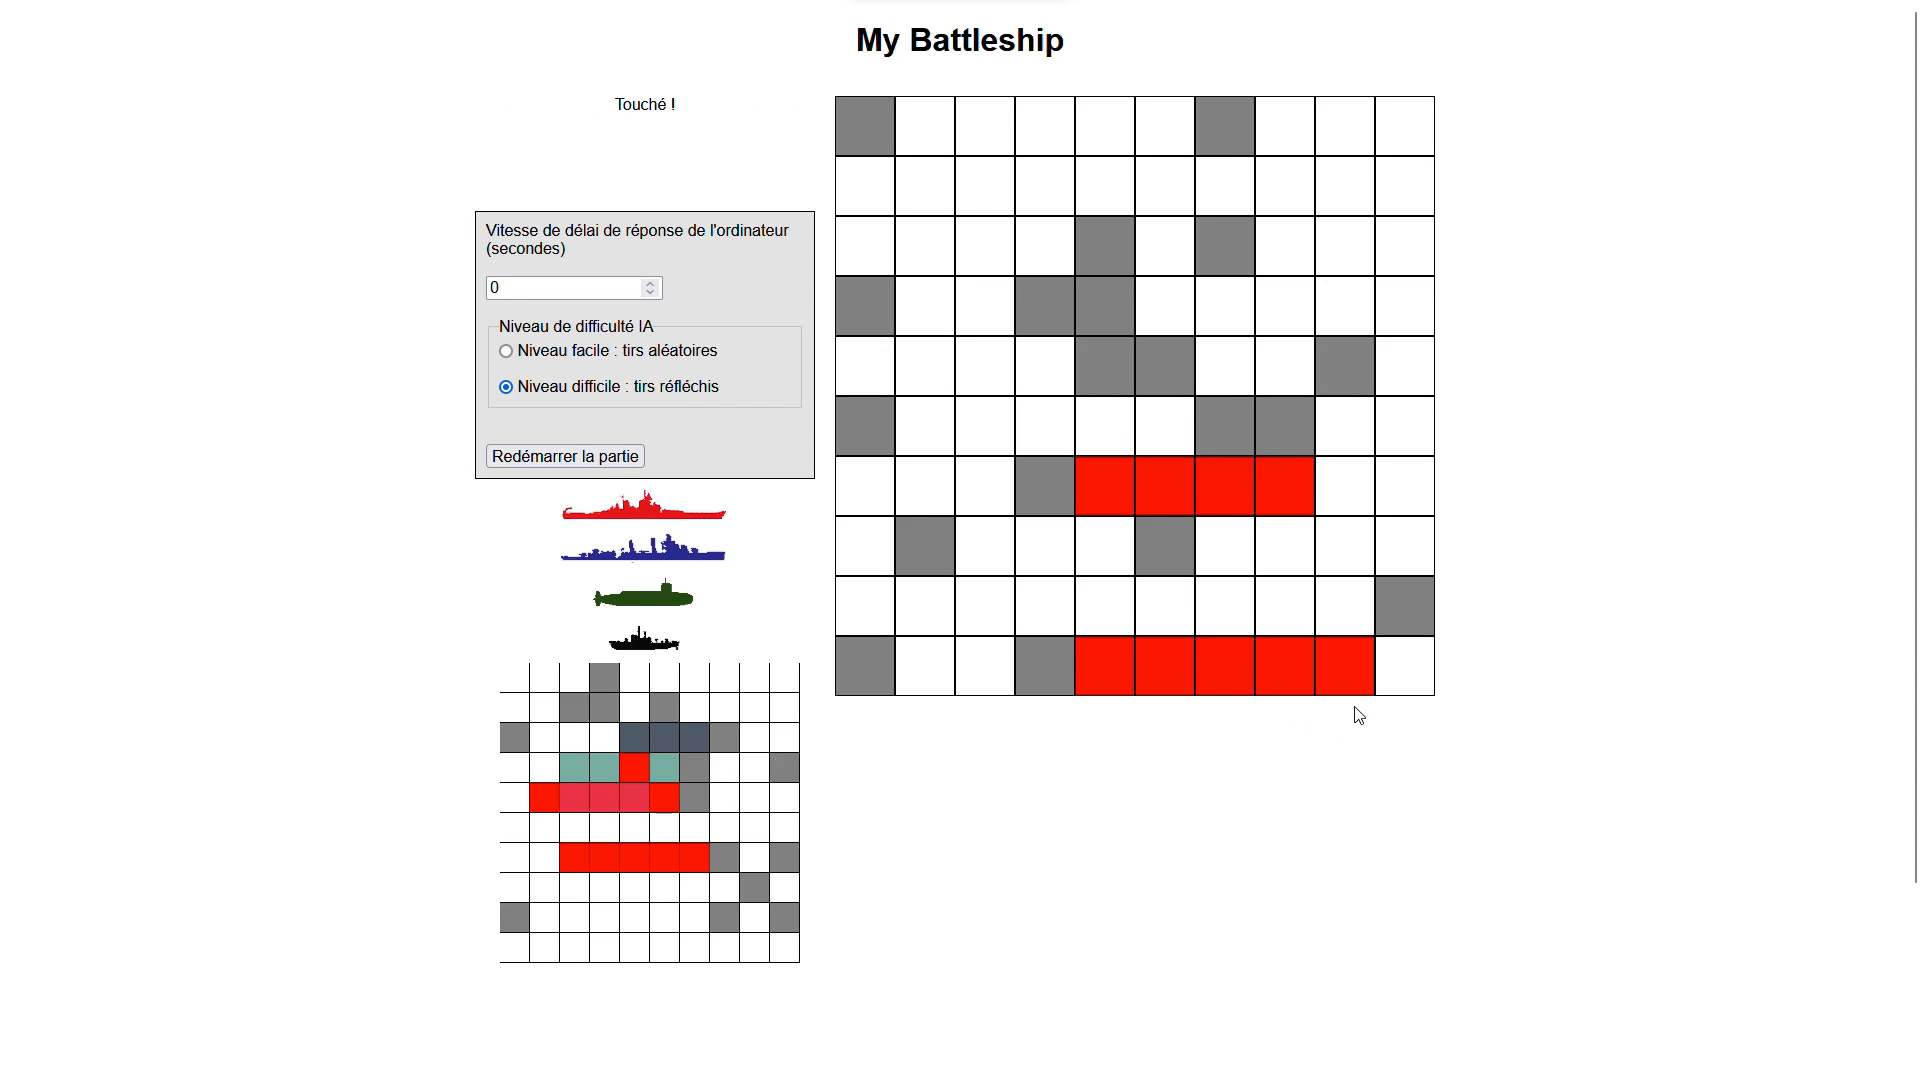 My Battleship
Touché !
Vitesse de délai de réponse de l'ordinateur
(secondes)
0
Niveau de difficulté IA
Niveau facile : tirs aléatoires
Niveau difficile : tirs réfléchis
Redémarrer la partie